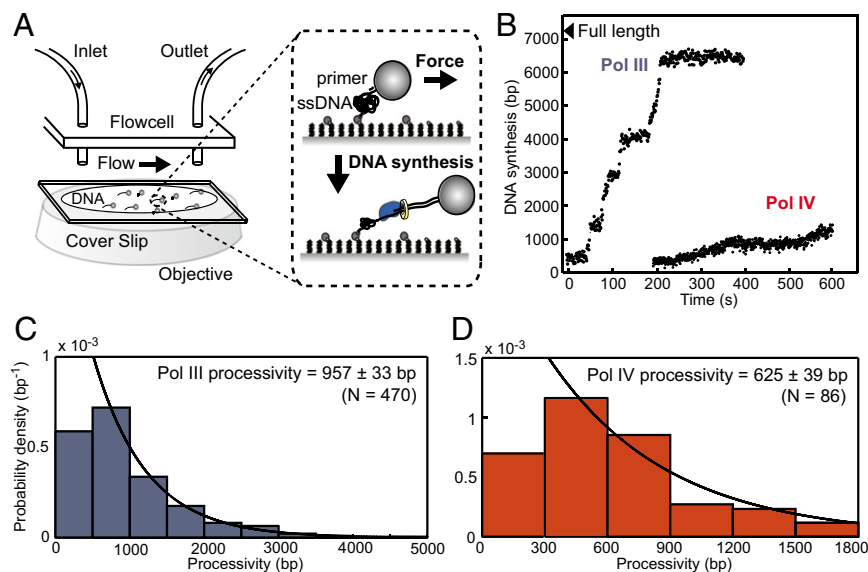 A
Inlet
Outlet
Flowcell
Flow
DNA
Cover Slip
Objective
primer
Force
ssDNA
DNA synthesis
B
Full length
Pol III
Pol IV
DNA synthesis (bp)
7000
6000
5000
4000
3000
2000
1000
0
0 100 200 300 400 500 600
Time (s)
C
x 10⁻³
Pol III processivity = 957 ± 33 bp
(N = 470)
Probability density (bp⁻¹)
1
0.5
0
0 1000 2000 3000 4000 5000
Processivity (bp)
D
x 10⁻³
Pol IV processivity = 625 ± 39 bp
(N = 86)
1.5
1
0.5
0
0 300 600 900 1200 1500 1800
Processivity (bp)